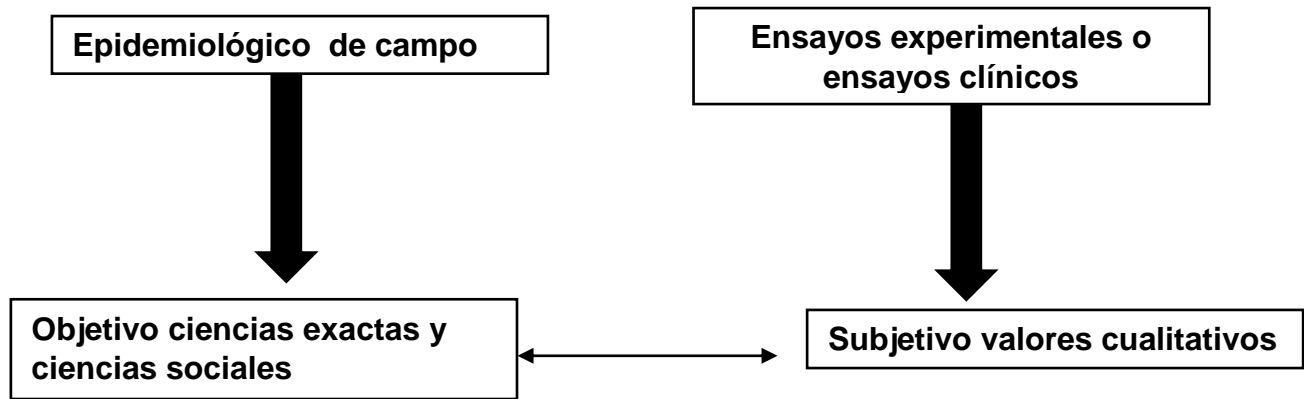 Epidemiológico de campo
Ensayos experimentales o
ensayos clínicos
Objetivo ciencias exactas y
ciencias sociales
Subjetivo valores cualitativos